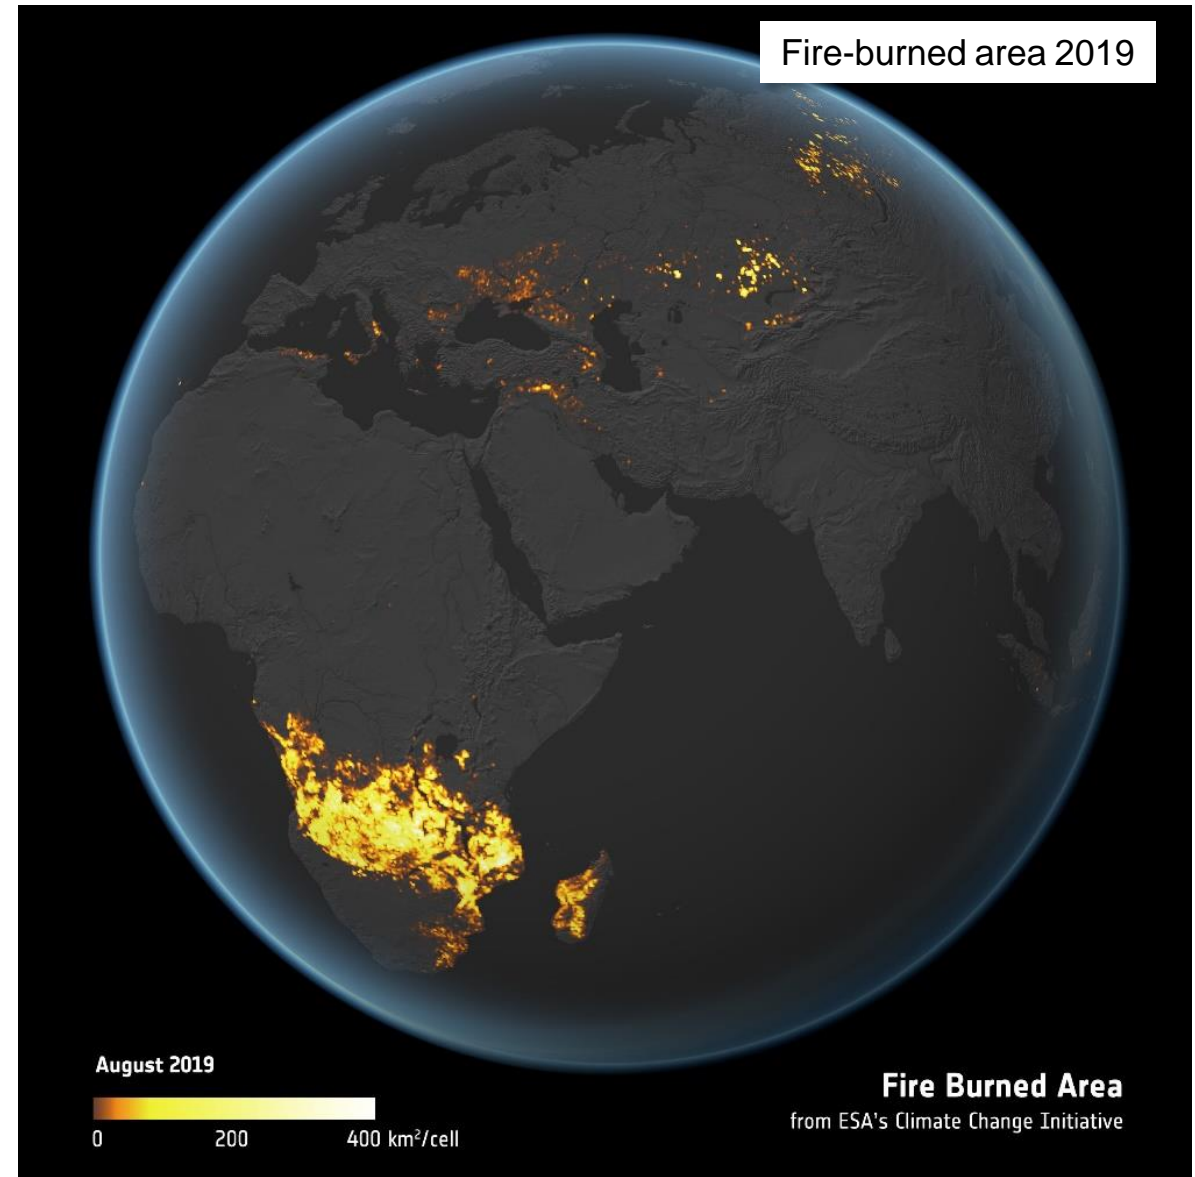 Fire-burned area 2019
August 2019
0 200 400 km²/cell
Fire Burned Area
from ESA's Climate Change Initiative